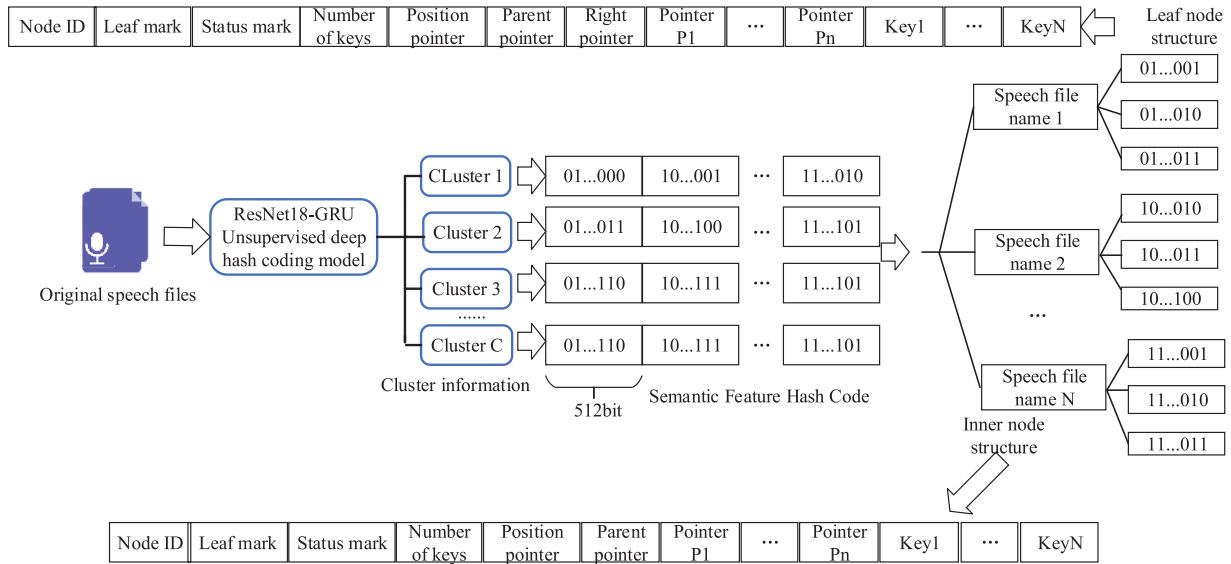 Node ID
Leaf mark
Status mark
Number
of keys
Position
pointer
Parent
pointer
Right
pointer
Pointer
P1
...
Pointer
Pn
Key1
...
KeyN
Leaf node
structure
Original speech files
ResNet18-GRU
Unsupervised deep
hash coding model
CLuster 1
Cluster 2
Cluster 3
......
Cluster C
Cluster information
01...000
10...001
...
11...010
01...011
10...100
...
11...101
01...110
10...111
...
11...101
01...110
10...111
...
11...101
512bit
Semantic Feature Hash Code
Speech file
name 1
01...001
01...010
01...011
Speech file
name 2
10...010
10...011
10...100
...
Speech file
name N
11...001
11...010
11...011
Inner node
structure
Node ID
Leaf mark
Status mark
Number
of keys
Position
pointer
Parent
pointer
Pointer
P1
...
Pointer
Pn
Key1
...
KeyN